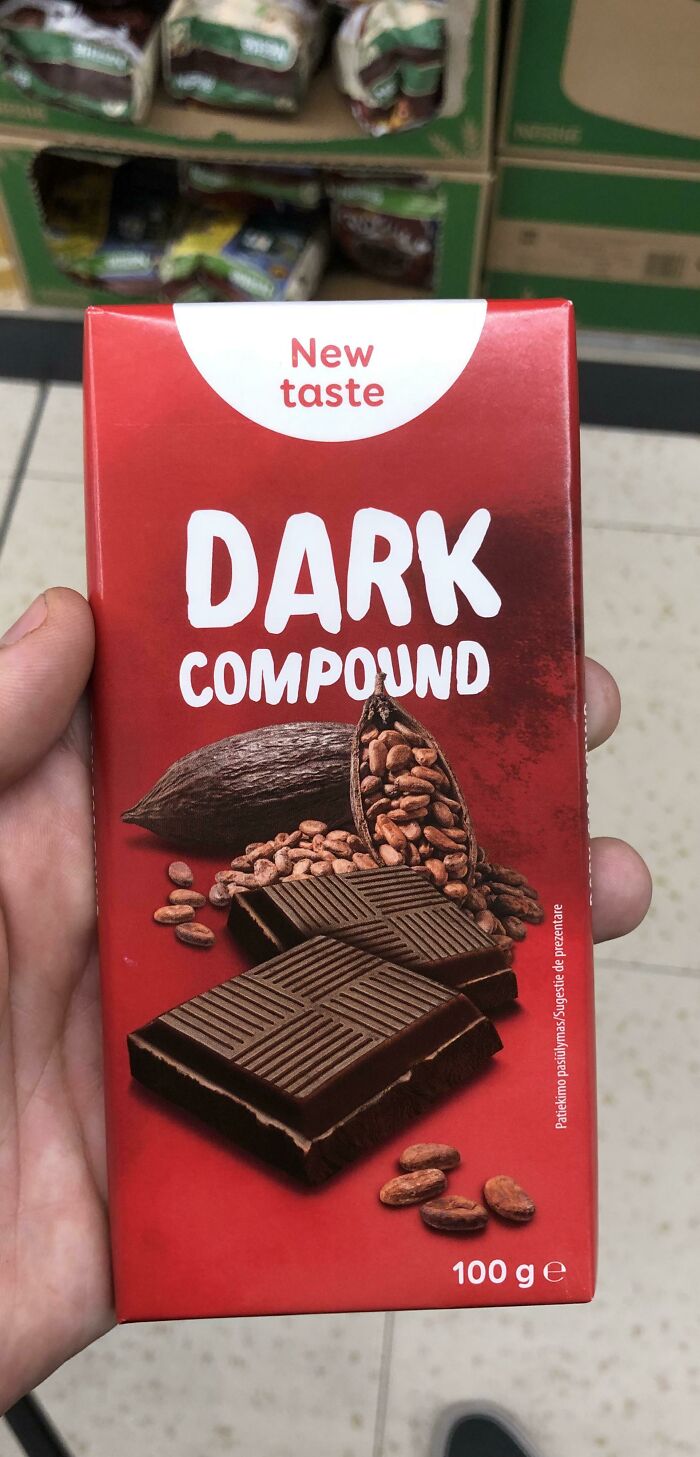 New
taste
DARK
COMPOUND
Patiekimo pasiūlymas/Sugestie de prezentare
100 g ℮